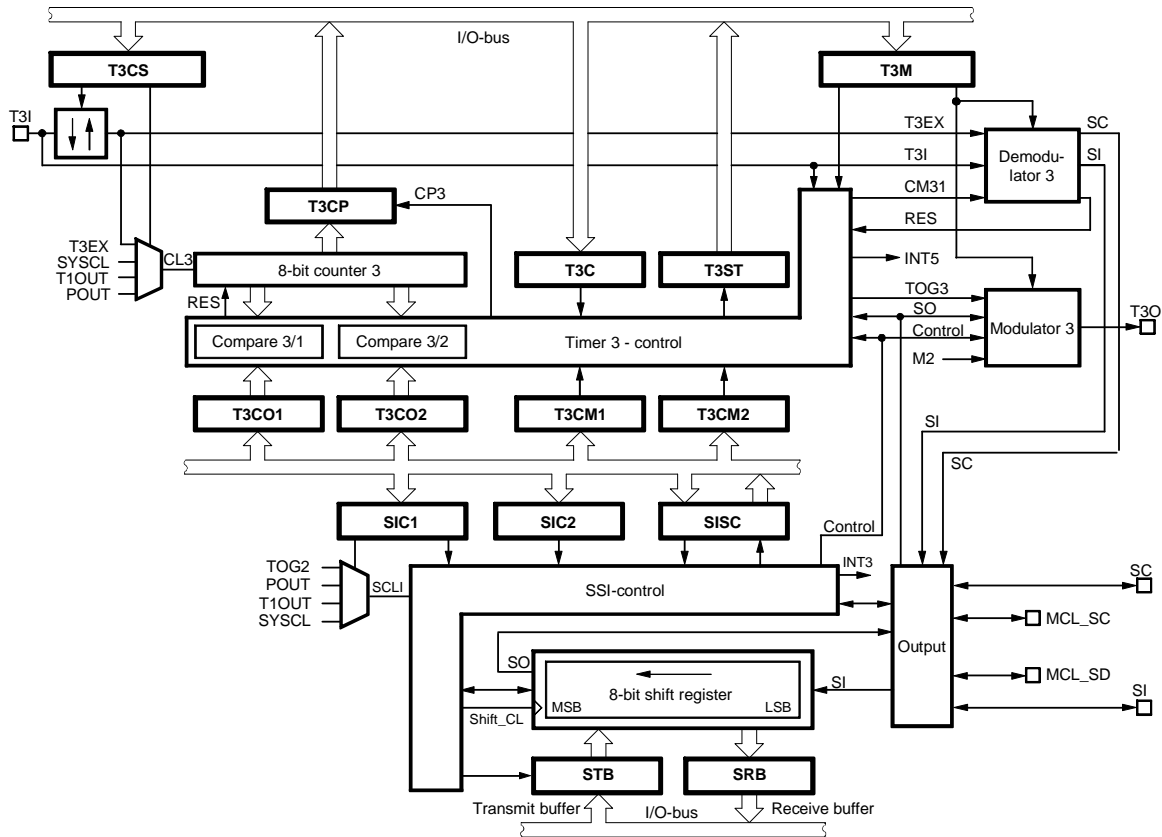 I/O-bus
T3CS
T3M
T3I
T3EX
SC
T3I
SI
Demodu-
lator 3
CM31
T3CP
CP3
RES
T3EX
SYSCL
T1OUT
POUT
CL3
8-bit counter 3
T3C
T3ST
INT5
RES
TOG3
SO
Control
M2
Modulator 3
T3O
Compare 3/1
Compare 3/2
Timer 3 - control
T3CO1
T3CO2
T3CM1
T3CM2
SI
SC
SIC1
SIC2
SISC
Control
TOG2
POUT
T1OUT
SYSCL
SCLI
SSI-control
INT3
SC
MCL_SC
Output
SO
8-bit shift register
MSB
LSB
SI
MCL_SD
SI
Shift_CL
STB
SRB
Transmit buffer
I/O-bus
Receive buffer